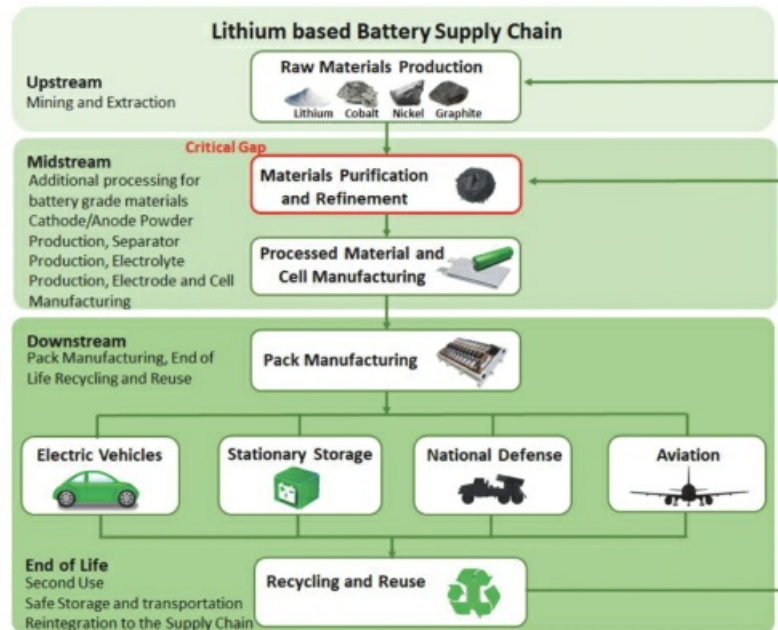 Lithium based Battery Supply Chain
Raw Materials Production
Lithium Cobalt Nickel Graphite
Upstream
Mining and Extraction
Critical Gap
Midstream
Additional processing for
battery grade materials
Cathode/Anode Powder
Production, Separator
Production, Electrolyte
Production, Electrode and Cell
Manufacturing
Materials Purification
and Refinement
Processed Material and
Cell Manufacturing
Downstream
Pack Manufacturing, End of
Life Recycling and Reuse
Pack Manufacturing
Electric Vehicles
Stationary Storage
National Defense
Aviation
End of Life
Second Use
Safe Storage and transportation
Reintegration to the Supply Chain
Recycling and Reuse